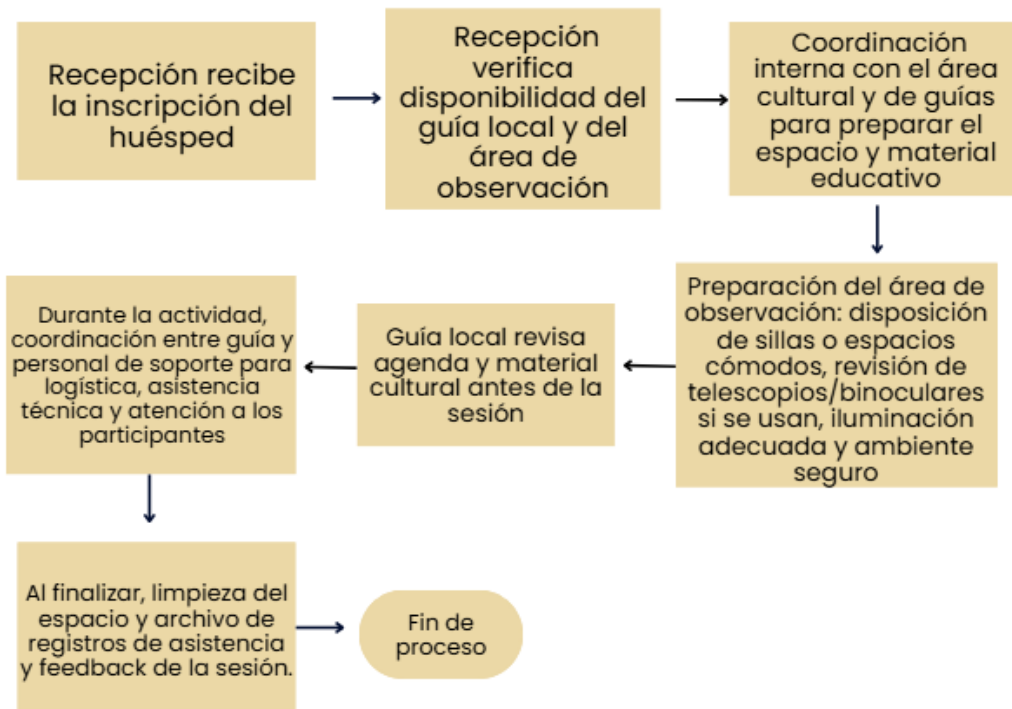 Recepción recibe
la inscripción del
huésped
Recepción
verifica
disponibilidad del
guía local y del
área de
observación
Coordinación
interna con el área
cultural y de guías
para preparar el
espacio y material
educativo
Preparación del área de
observación: disposición
de sillas o espacios
cómodos, revisión de
telescopios/binoculares
si se usan, iluminación
adecuada y ambiente
seguro
Guía local revisa
agenda y material
cultural antes de la
sesión
Durante la actividad,
coordinación entre guía y
personal de soporte para
logística, asistencia
técnica y atención a los
participantes
Al finalizar, limpieza del
espacio y archivo de
registros de asistencia
y feedback de la sesión.
Fin de
proceso